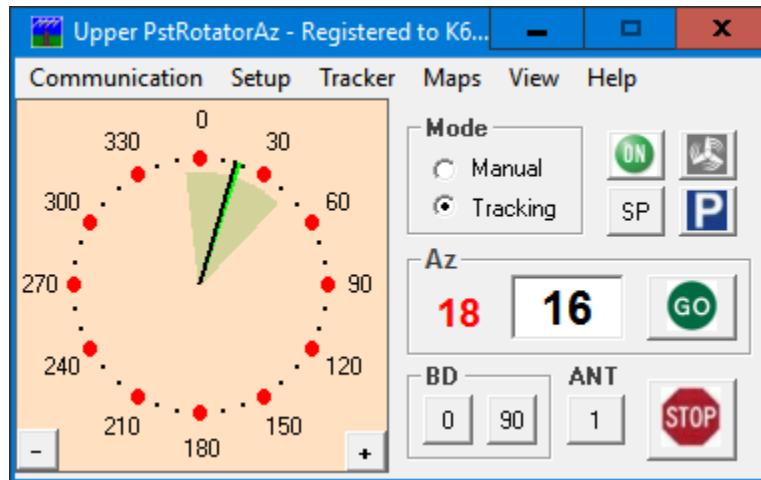 Upper PstRotatorAz - Registered to K6...
Communication Setup Tracker Maps View Help
0
330 30
300 60
270 90
240 120
210 150
180
- +
Mode
Manual
Tracking
ON
SP P
Az
18 16 GO
BD ANT
0 90 1 STOP